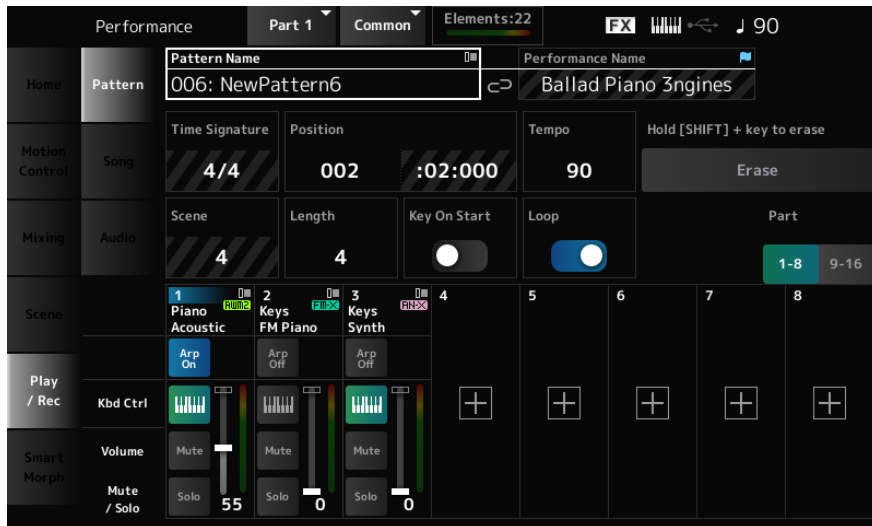 Performance
Part 1
Common
Elements:22
FX
♩ 90
Home
Motion
Control
Mixing
Scene
Play
/ Rec
Smart
Morph
Pattern
Song
Audio
Pattern Name
006: NewPattern6
Performance Name
Ballad Piano 3ngines
Time Signature
4/4
Position
002 :02:000
Tempo
90
Hold [SHIFT] + key to erase
Erase
Scene
4
Length
4
Key On Start
Loop
Part
1-8 9-16
1
AWM2
Piano
Acoustic
2
FM-X
Keys
FM Piano
3
AN-X
Keys
Synth
4
5
6
7
8
Arp
On
Arp
Off
Arp
Off
Kbd Ctrl
Volume
Mute
Mute
Mute
Mute
/ Solo
Solo
55
Solo
0
Solo
0